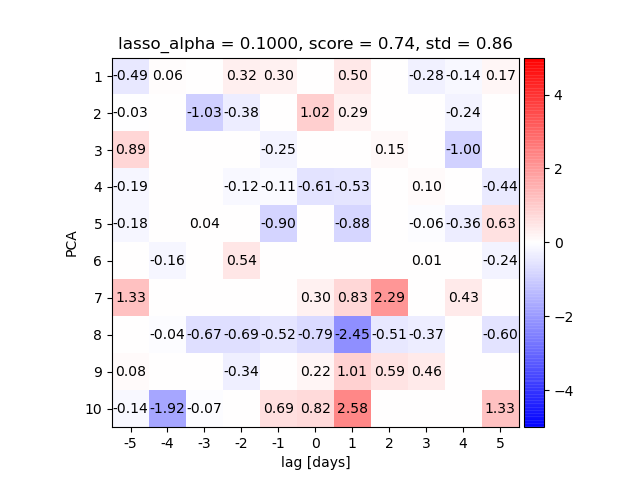 lasso_alpha = 0.1000, score = 0.74, std = 0.86
1 -0.49 0.06 0.32 0.30 0.50 -0.28 -0.14 0.17
2 -0.03 -1.03 -0.38 1.02 0.29 -0.24
3 0.89 -0.25 0.15 -1.00
4 -0.19 -0.12 -0.11 -0.61 -0.53 0.10 -0.44
5 -0.18 0.04 -0.90 -0.88 -0.06 -0.36 0.63
6 -0.16 0.54 0.01 -0.24
7 1.33 0.30 0.83 2.29 0.43
8 -0.04 -0.67 -0.69 -0.52 -0.79 -2.45 -0.51 -0.37 -0.60
9 0.08 -0.34 0.22 1.01 0.59 0.46
10 -0.14 -1.92 -0.07 0.69 0.82 2.58 1.33
-5 -4 -3 -2 -1 0 1 2 3 4 5
lag [days]
PCA
4
2
0
−2
−4